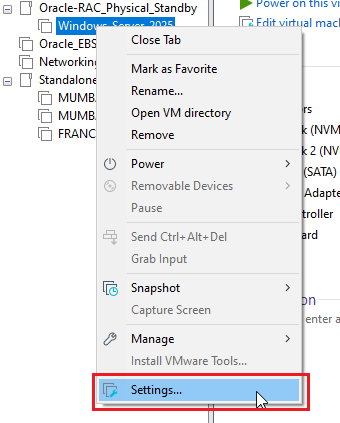 Oracle-RAC_Physical_Standby
Power on this vi
Windows-Server-2025
Edit virtual mach
Oracle_EBS
Networking
Standalone
MUMBA
MUMBA
FRANC
Close Tab
Mark as Favorite
Rename...
Open VM directory
Remove
Power
Removable Devices
Pause
Send Ctrl+Alt+Del
Grab Input
Snapshot
Capture Screen
Manage
Install VMware Tools...
Settings...
ors
k (NVM
k 2 (NVM
(SATA)
Adapte
troller
ard
on
enter a